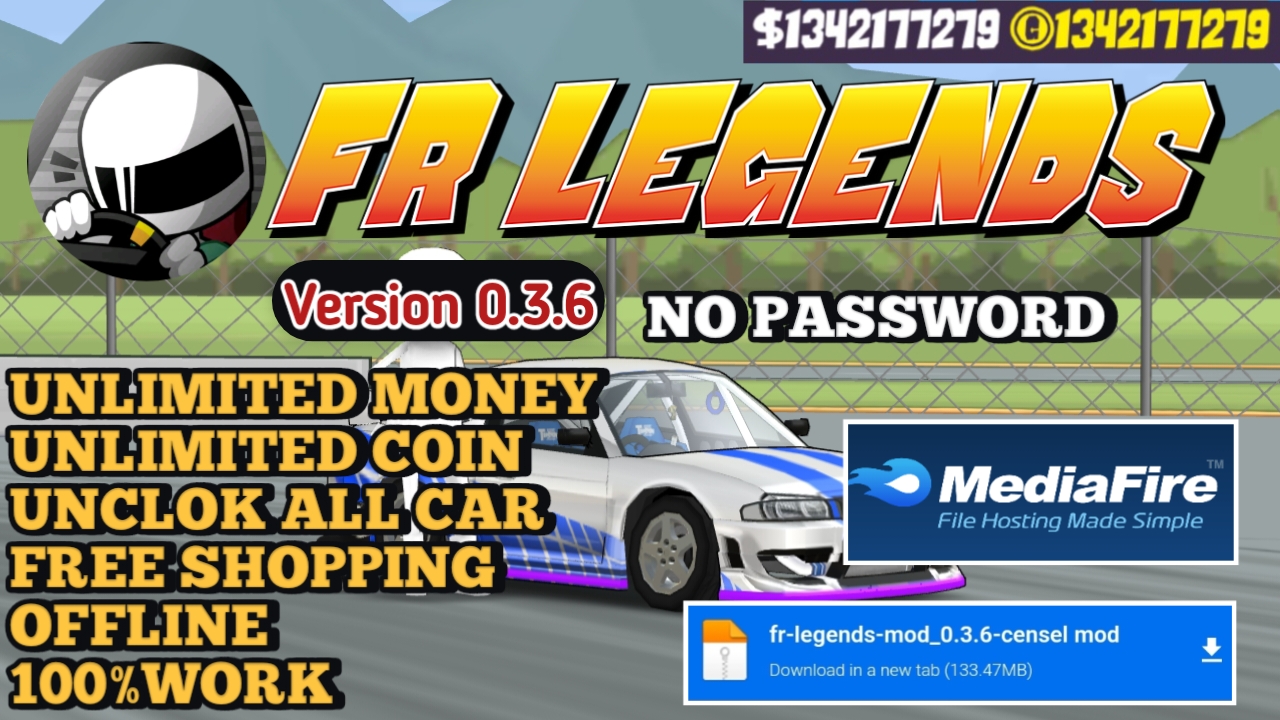 $1342177279 G1342177279
FR LEGENDS
Version 0.3.6
NO PASSWORD
UNLIMITED MONEY
UNLIMITED COIN
UNCLOK ALL CAR
FREE SHOPPING
OFFLINE
100%WORK
MediaFire™
File Hosting Made Simple
fr-legends-mod_0.3.6-censel mod
Download in a new tab (133.47MB)